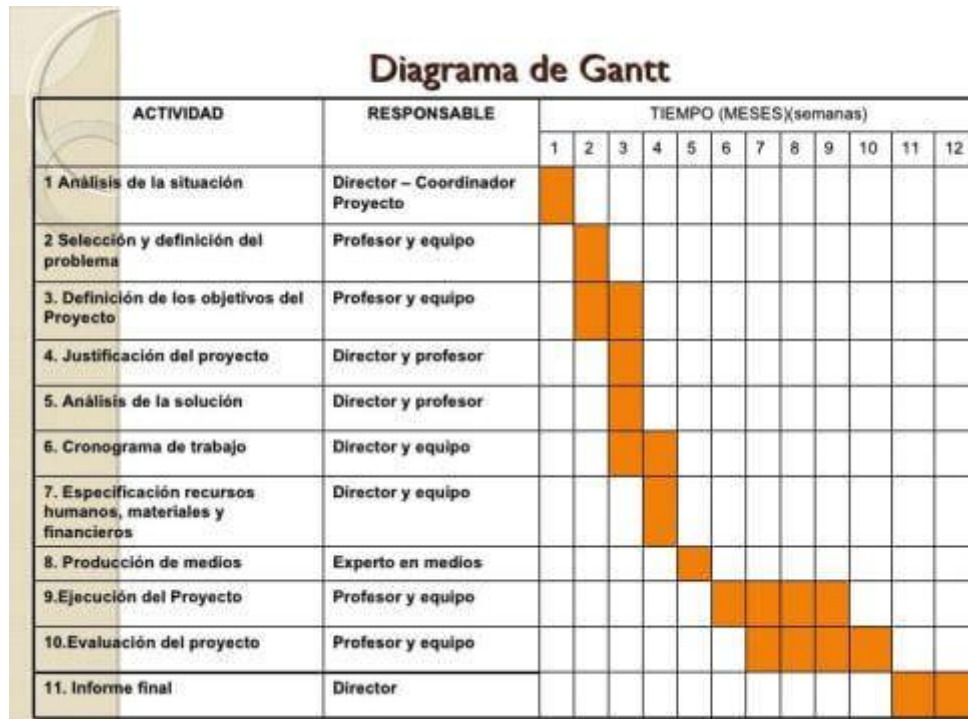 Diagrama de Gantt
ACTIVIDAD RESPONSABLE TIEMPO (MESES)(semanas)
1 2 3 4 5 6 7 8 9 10 11 12
1 Análisis de la situación Director – Coordinador
Proyecto
2 Selección y definición del Profesor y equipo
problema
3. Definición de los objetivos del Profesor y equipo
Proyecto
4. Justificación del proyecto Director y profesor
5. Análisis de la solución Director y profesor
6. Cronograma de trabajo Director y equipo
7. Especificación recursos Director y equipo
humanos, materiales y
financieros
8. Producción de medios Experto en medios
9.Ejecución del Proyecto Profesor y equipo
10.Evaluación del proyecto Profesor y equipo
11. Informe final Director